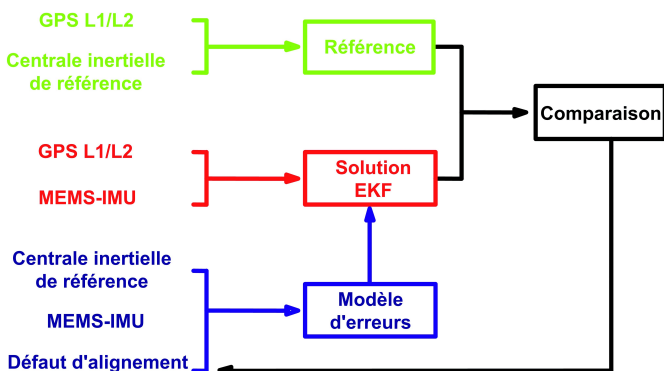 GPS L1/L2
Centrale inertielle
de référence
Référence
Comparaison
GPS L1/L2
MEMS-IMU
Solution
EKF
Centrale inertielle
de référence
MEMS-IMU
Défaut d'alignement
Modèle
d'erreurs